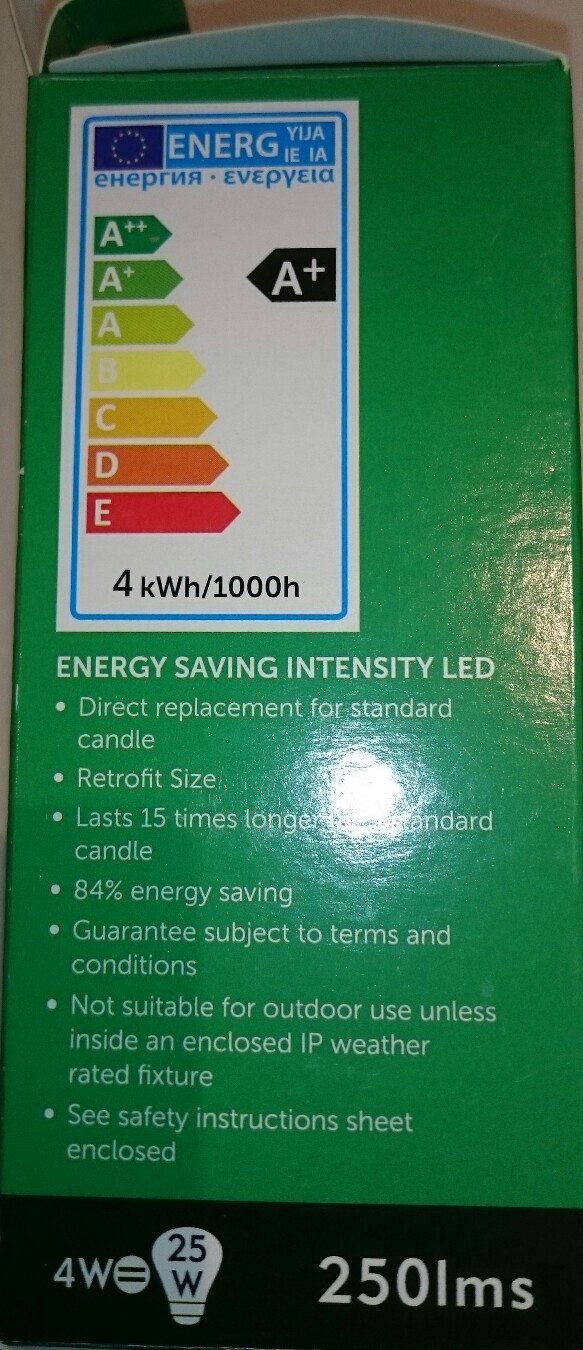 ENERG YIJA
IE IA
енергия · ενεργεια
A++
A+
A+
A
B
C
D
E
4 kWh/1000h
ENERGY SAVING INTENSITY LED
• Direct replacement for standard
candle
• Retrofit Size
• Lasts 15 times longer standard
candle
• 84% energy saving
• Guarantee subject to terms and
conditions
• Not suitable for outdoor use unless
inside an enclosed IP weather
rated fixture
• See safety instructions sheet
enclosed
4W = 25
W
250lms